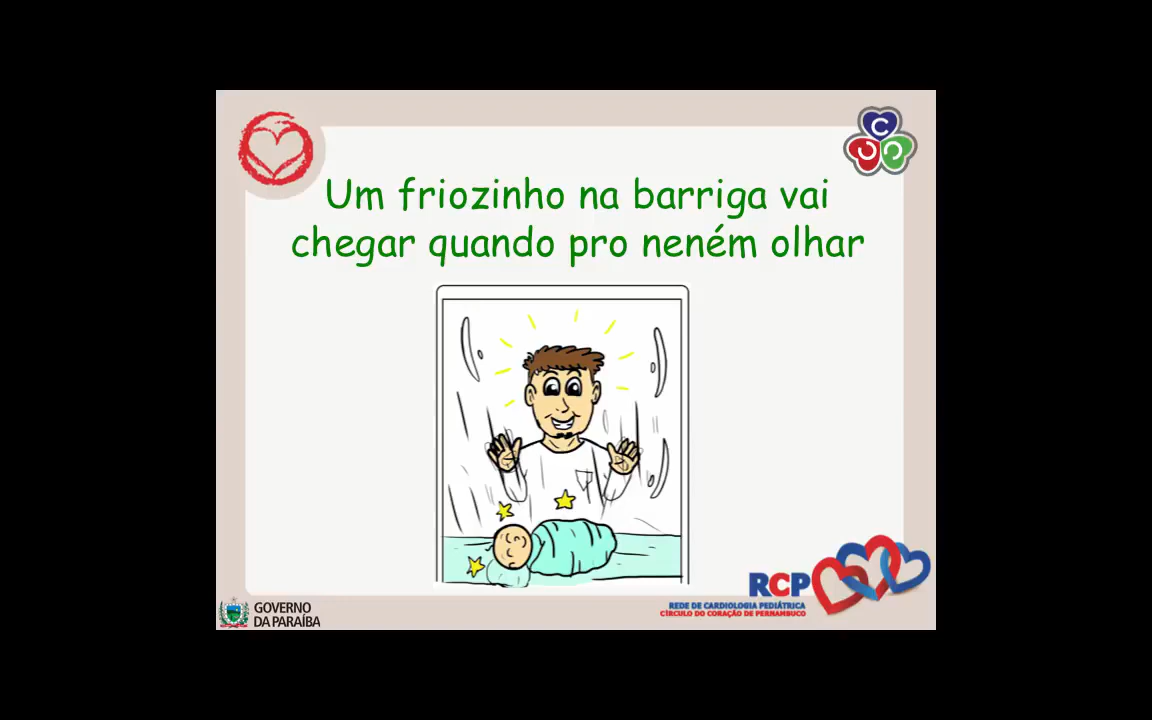 Um friozinho na barriga vai
chegar quando pro neném olhar
RCP
REDE DE CARDIOLOGIA PEDIÁTRICA
CÍRCULO DO CORAÇÃO DE PERNAMBUCO
GOVERNO
DA PARAÍBA